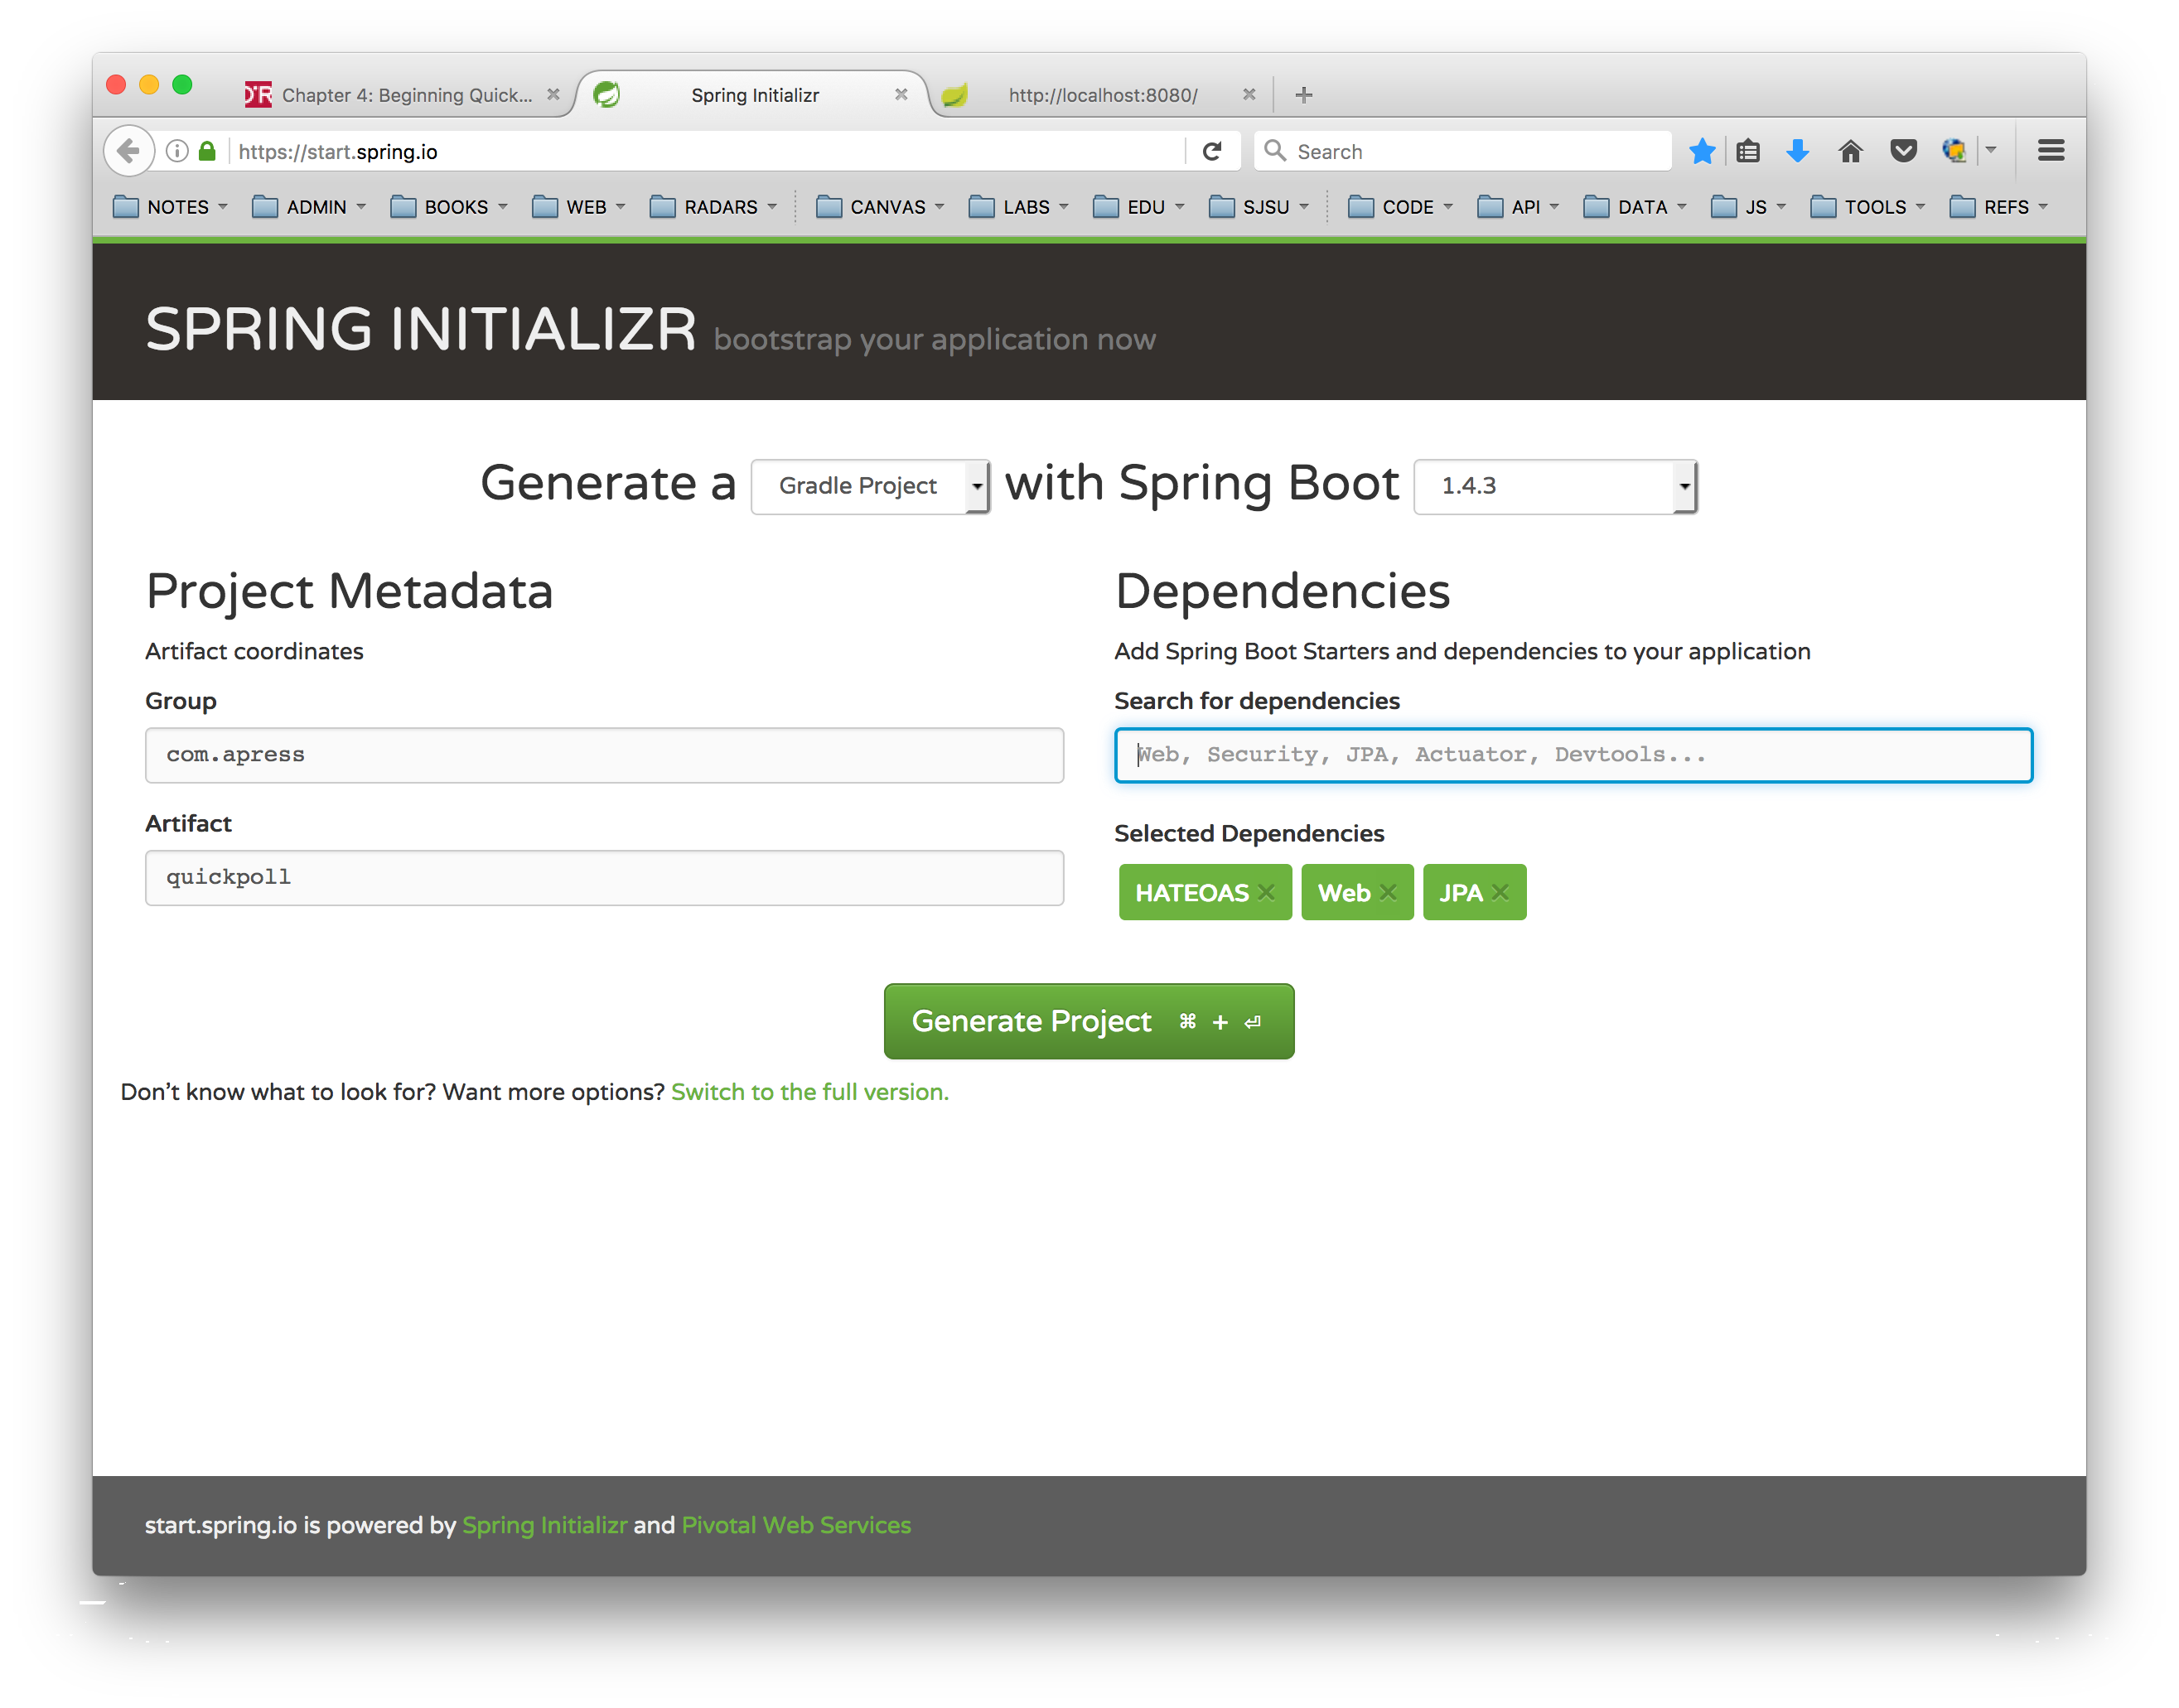 Chapter 4: Beginning Quick...
Spring Initializr
http://localhost:8080/
https://start.spring.io
Search
NOTES ADMIN BOOKS WEB RADARS CANVAS LABS EDU SJSU CODE API DATA JS TOOLS REFS
SPRING INITIALIZR bootstrap your application now
Generate a Gradle Project with Spring Boot 1.4.3
Project Metadata
Artifact coordinates
Group
com.apress
Artifact
quickpoll
Dependencies
Add Spring Boot Starters and dependencies to your application
Search for dependencies
Web, Security, JPA, Actuator, Devtools...
Selected Dependencies
HATEOAS Web JPA
Generate Project ⌘ + ⏎
Don't know what to look for? Want more options? Switch to the full version.
start.spring.io is powered by Spring Initializr and Pivotal Web Services